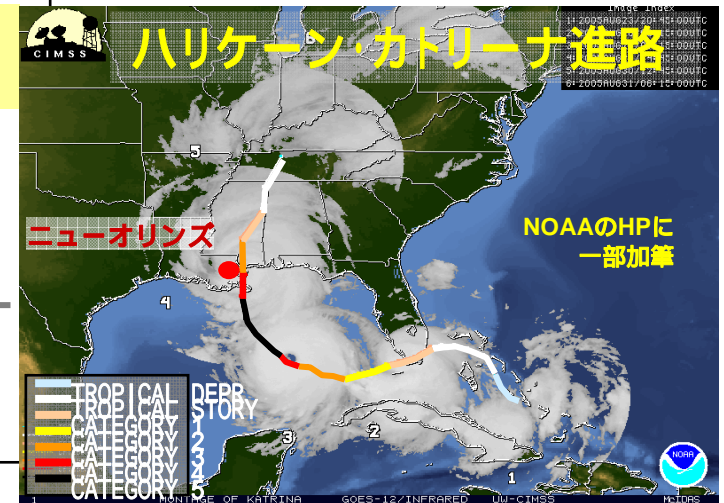 CIMSS
ハリケーン・カトリーナ進路
Image Index
ニューオリンズ
NOAAのHPに
一部加筆
5
4
3
2
1
TROPICAL DEPR
TROPICAL STORY
CATEGORY 1
CATEGORY 2
CATEGORY 3
CATEGORY 4
CATEGORY 5
NOAA
1 MONTAGE OF KATRINA GOES-12/INFRARED UW-CIMSS McIDAS